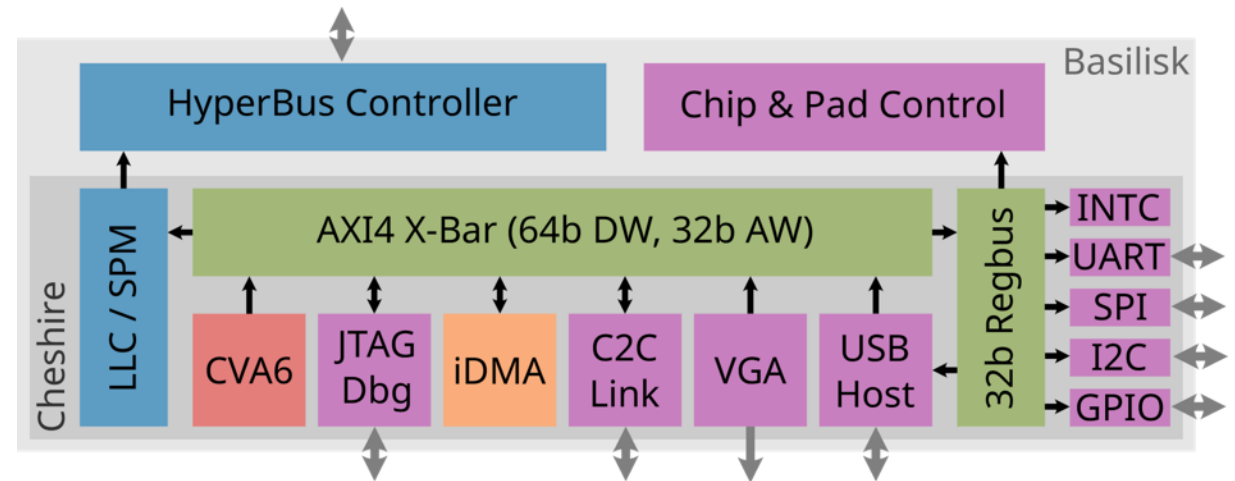 Basilisk
HyperBus Controller
Chip & Pad Control
Cheshire
LLC / SPM
AXI4 X-Bar (64b DW, 32b AW)
32b Regbus
INTC
UART
SPI
I2C
GPIO
CVA6
JTAG
Dbg
iDMA
C2C
Link
VGA
USB
Host